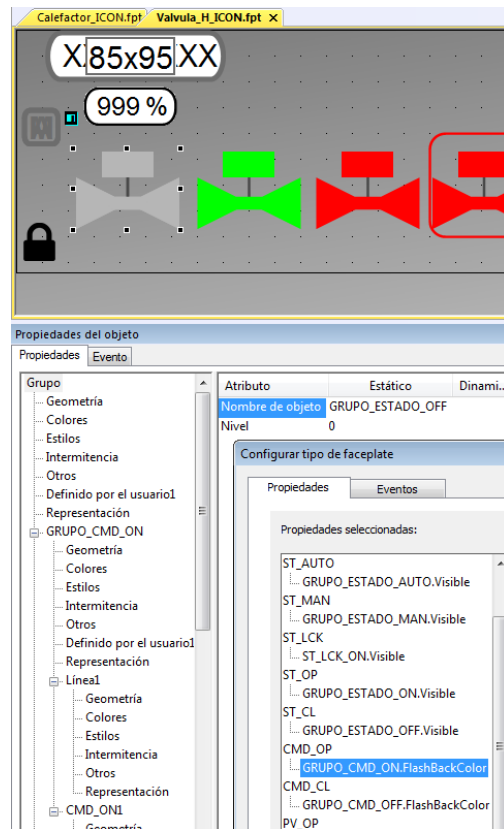 Calefactor_ICON.fpt Valvula_H_ICON.fpt ×
X 85x95 XX
999 %
M
Propiedades del objeto
Propiedades Evento
Grupo
Geometría
Colores
Estilos
Intermitencia
Otros
Definido por el usuario1
Representación
GRUPO_CMD_ON
Geometría
Colores
Estilos
Intermitencia
Otros
Definido por el usuario1
Representación
Línea1
Geometría
Colores
Estilos
Intermitencia
Otros
Representación
CMD_ON1
Geometría
Atributo Estático Dinami...
Nombre de objeto GRUPO_ESTADO_OFF
Nivel 0
Configurar tipo de faceplate
Propiedades Eventos
Propiedades seleccionadas:
ST_AUTO
GRUPO_ESTADO_AUTO.Visible
ST_MAN
GRUPO_ESTADO_MAN.Visible
ST_LCK
ST_LCK_ON.Visible
ST_OP
GRUPO_ESTADO_ON.Visible
ST_CL
GRUPO_ESTADO_OFF.Visible
CMD_OP
GRUPO_CMD_ON.FlashBackColor
CMD_CL
GRUPO_CMD_OFF.FlashBackColor
PV_OP